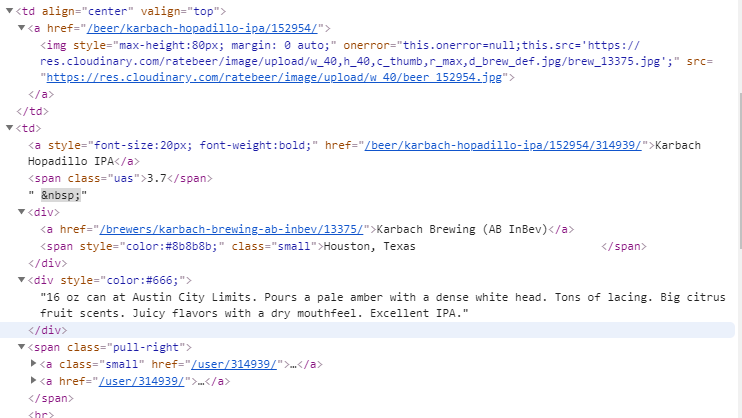 ▼<td align="center" valign="top">
▼<a href="/beer/karbach-hopadillo-ipa/152954/">
<img style="max-height:80px; margin: 0 auto;" onerror="this.onerror=null;this.src='https://
res.cloudinary.com/ratebeer/image/upload/w_40,h_40,c_thumb,r_max,d_brew_def.jpg/brew_13375.jpg';" src=
"https://res.cloudinary.com/ratebeer/image/upload/w_40/beer_152954.jpg">
</a>
</td>
▼<td>
<a style="font-size:20px; font-weight:bold;" href="/beer/karbach-hopadillo-ipa/152954/314939/">Karbach
Hopadillo IPA</a>
<span class="uas">3.7</span>
" &nbsp;"
▼<div>
<a href="/brewers/karbach-brewing-ab-inbev/13375/">Karbach Brewing (AB InBev)</a>
<span style="color:#8b8b8b;" class="small">Houston, Texas </span>
</div>
▼<div style="color:#666;">
"16 oz can at Austin City Limits. Pours a pale amber with a dense white head. Tons of lacing. Big citrus
fruit scents. Juicy flavors with a dry mouthfeel. Excellent IPA."
</div>
▼<span class="pull-right">
▶<a class="small" href="/user/314939/">…</a>
▶<a href="/user/314939/">…</a>
</span>
<br>